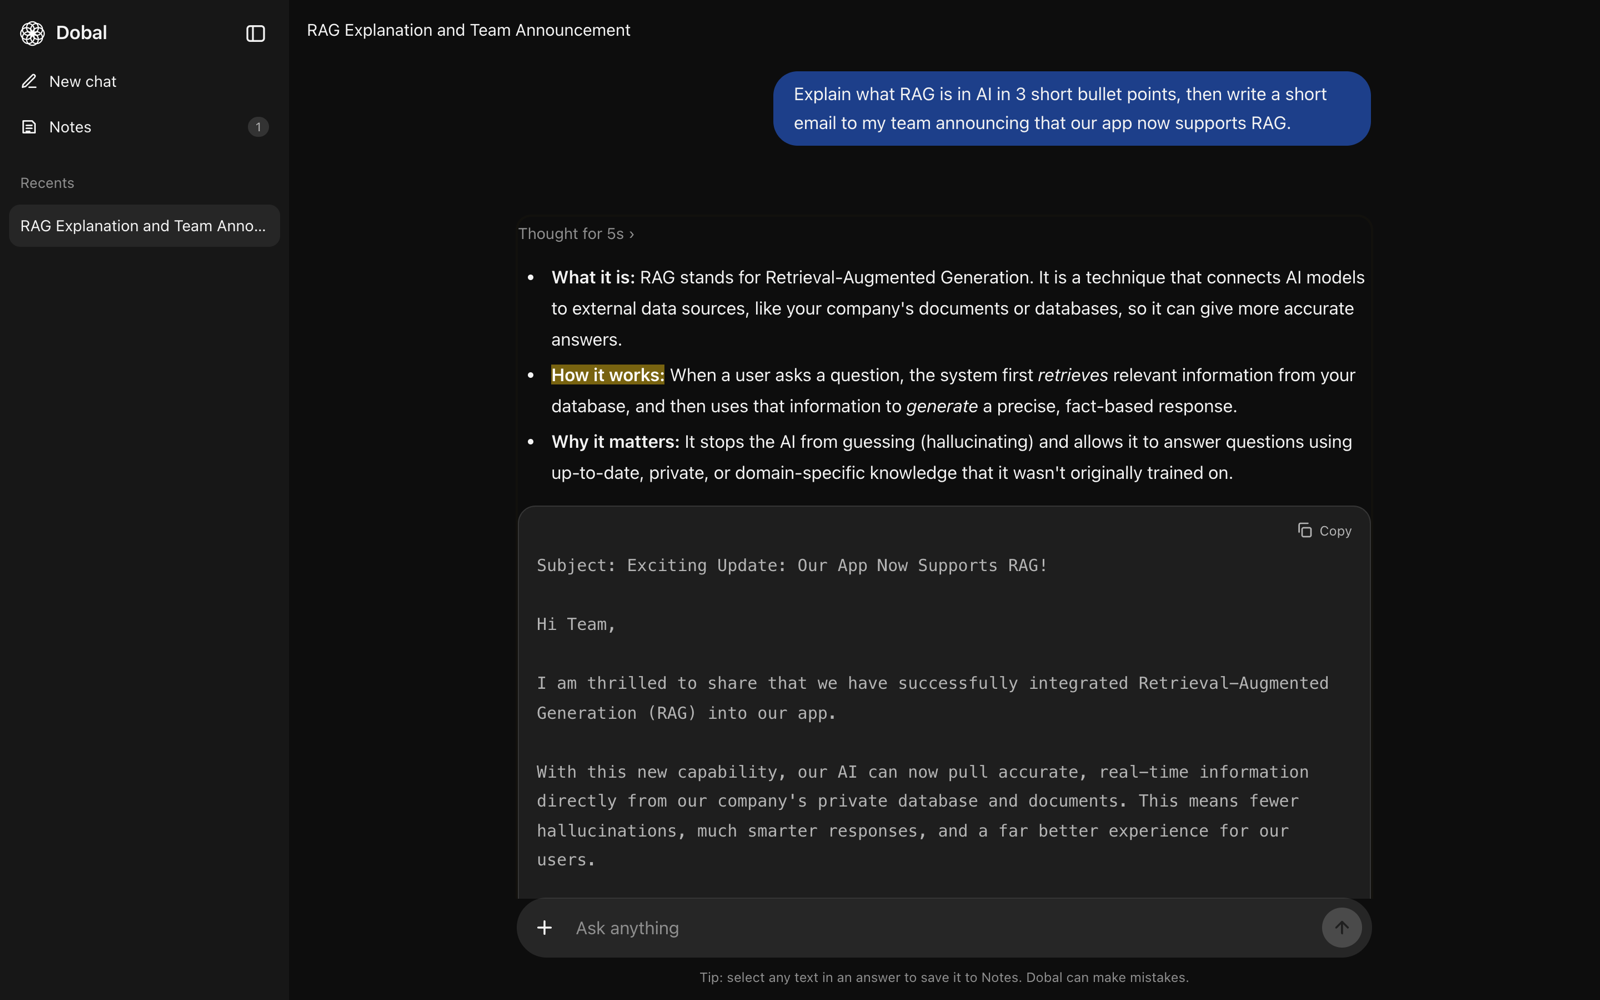 Dobal
New chat
Notes
1
Recents
RAG Explanation and Team Anno...
RAG Explanation and Team Announcement
Explain what RAG is in AI in 3 short bullet points, then write a short
email to my team announcing that our app now supports RAG.
Thought for 5s ›
• What it is: RAG stands for Retrieval-Augmented Generation. It is a technique that connects AI models
to external data sources, like your company's documents or databases, so it can give more accurate
answers.
• How it works: When a user asks a question, the system first retrieves relevant information from your
database, and then uses that information to generate a precise, fact-based response.
• Why it matters: It stops the AI from guessing (hallucinating) and allows it to answer questions using
up-to-date, private, or domain-specific knowledge that it wasn't originally trained on.
Copy
Subject: Exciting Update: Our App Now Supports RAG!
Hi Team,
I am thrilled to share that we have successfully integrated Retrieval-Augmented
Generation (RAG) into our app.
With this new capability, our AI can now pull accurate, real-time information
directly from our company's private database and documents. This means fewer
hallucinations, much smarter responses, and a far better experience for our
users.
Ask anything
Tip: select any text in an answer to save it to Notes. Dobal can make mistakes.